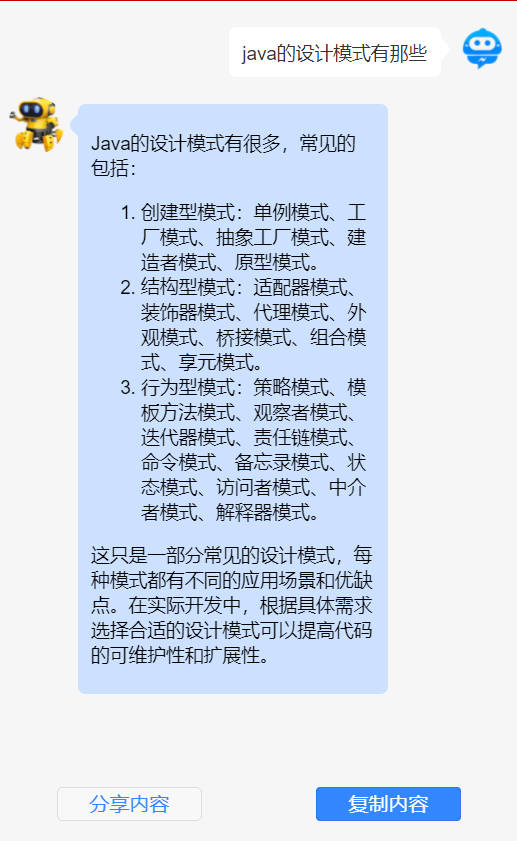 java的设计模式有那些
Java的设计模式有很多，常见的
包括：
1. 创建型模式：单例模式、工
厂模式、抽象工厂模式、建
造者模式、原型模式。
2. 结构型模式：适配器模式、
装饰器模式、代理模式、外
观模式、桥接模式、组合模
式、享元模式。
3. 行为型模式：策略模式、模
板方法模式、观察者模式、
迭代器模式、责任链模式、
命令模式、备忘录模式、状
态模式、访问者模式、中介
者模式、解释器模式。
这只是一部分常见的设计模式，每
种模式都有不同的应用场景和优缺
点。在实际开发中，根据具体需求
选择合适的设计模式可以提高代码
的可维护性和扩展性。
分享内容
复制内容